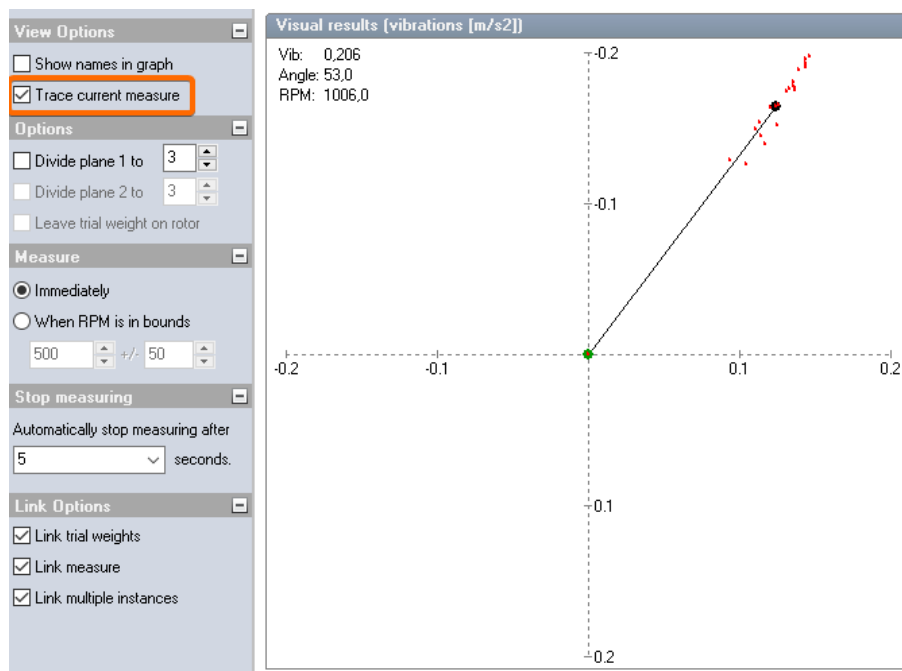 View Options
Show names in graph
Trace current measure
Options
Divide plane 1 to 3
Divide plane 2 to 3
Leave trial weight on rotor
Measure
Immediately
When RPM is in bounds
500 +/- 50
Stop measuring
Automatically stop measuring after
5 seconds.
Link Options
Link trial weights
Link measure
Link multiple instances
Visual results (vibrations [m/s2])
Vib: 0,206
Angle: 53,0
RPM: 1006,0
-0.2
-0.1
-0.2 -0.1 0.1 0.2
0.1
0.2